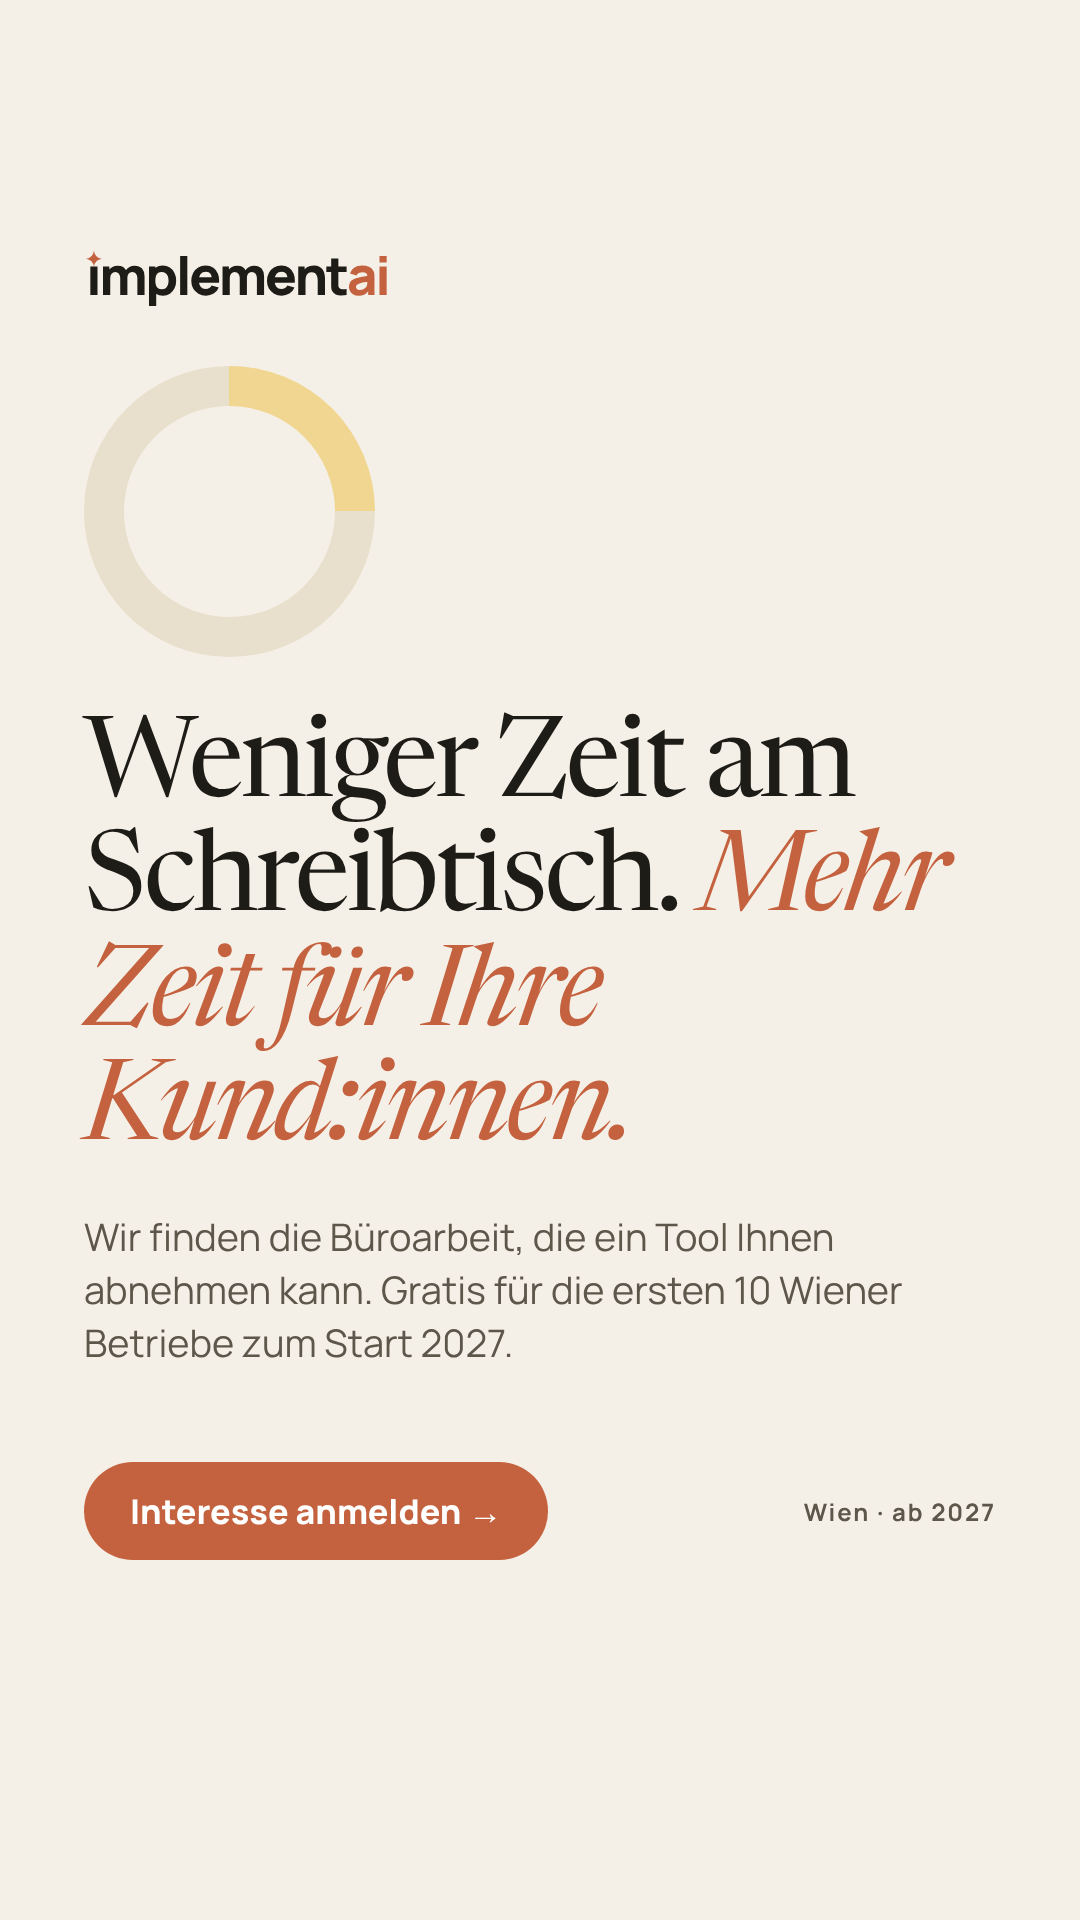 implementai
Weniger Zeit am
Schreibtisch. Mehr
Zeit für Ihre
Kund:innen.
Wir finden die Büroarbeit, die ein Tool Ihnen
abnehmen kann. Gratis für die ersten 10 Wiener
Betriebe zum Start 2027.
Interesse anmelden →
Wien · ab 2027